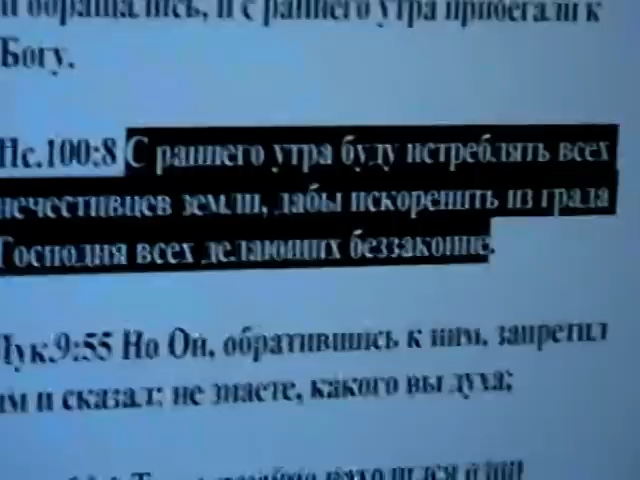 и обращались, и с раннего утра прибегали к
Богу.
Пс.100:8 С раннего утра буду истреблять всех
нечестивцев земли, дабы искоренить из града
Господня всех делающих беззаконие.
Лук.9:55 Но Он, обратившись к ним, запретил
им и сказал: не знаете, какого вы духа;